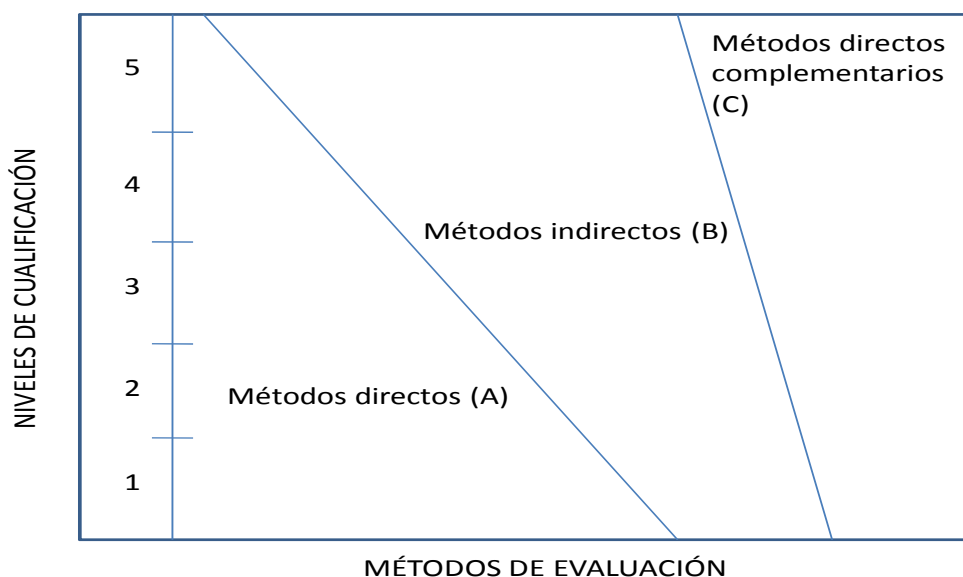 Métodos directos
complementarios
(C)
5
4
Métodos indirectos (B)
3
2
Métodos directos (A)
1
NIVELES DE CUALIFICACIÓN
MÉTODOS DE EVALUACIÓN